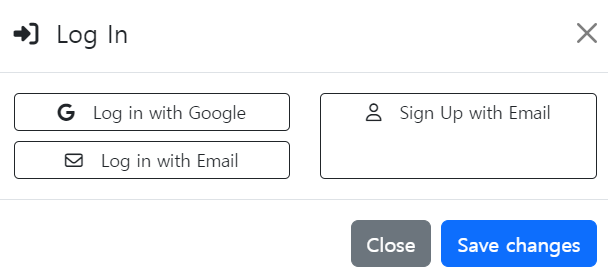 Log In
Log in with Google
Log in with Email
Sign Up with Email
Close
Save changes